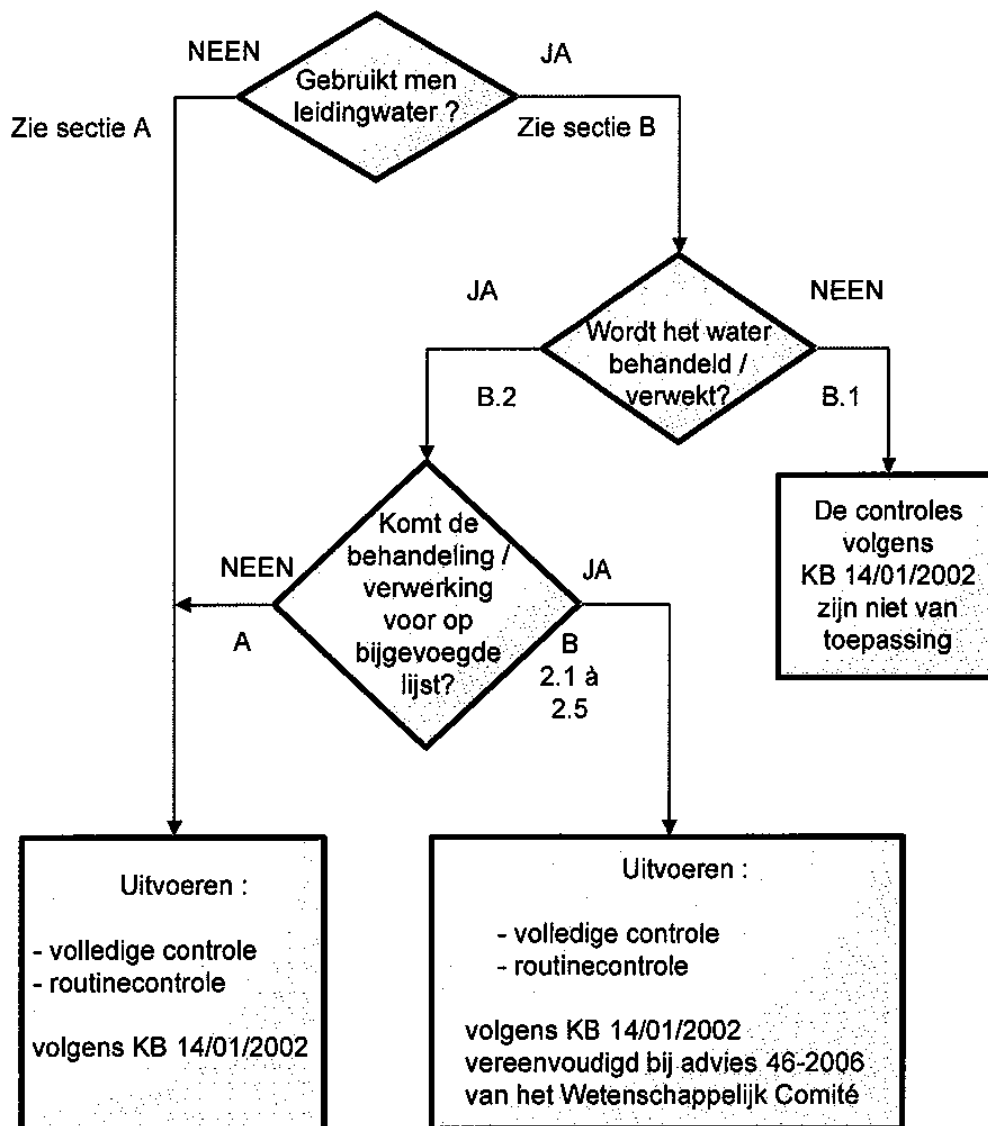 NEEN
JA
Gebruikt men
leidingwater ?
Zie sectie A
Zie sectie B
JA
NEEN
Wordt het water
behandeld /
verwekt?
B.2
B.1
Komt de
behandeling /
verwerking
voor op
bijgevoegde
lijst?
NEEN
JA
A
B
2.1 à
2.5
De controles
volgens
KB 14/01/2002
zijn niet van
toepassing
Uitvoeren :
- volledige controle
- routinecontrole
volgens KB 14/01/2002
Uitvoeren :
- volledige controle
- routinecontrole
volgens KB 14/01/2002
vereenvoudigd bij advies 46-2006
van het Wetenschappelijk Comité